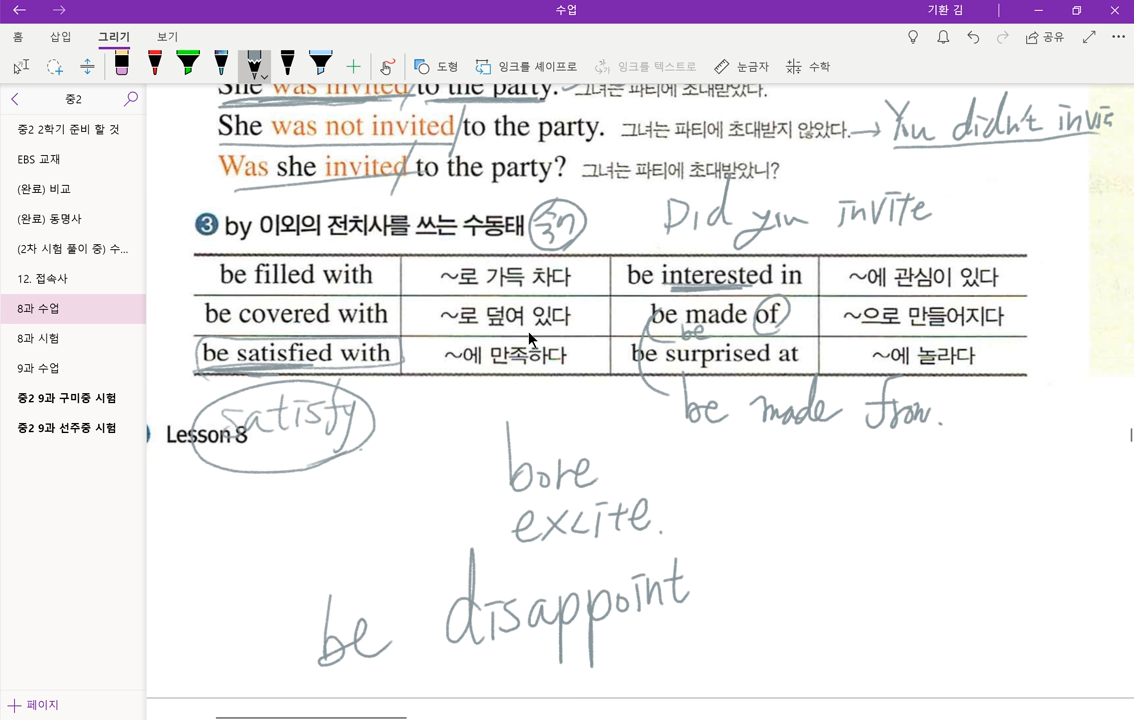 수업
기환 김
홈 삽입 그리기 보기
공유
도형 잉크를 셰이프로 잉크를 텍스트로 눈금자 수학
중2
중2 2학기 준비 할 것
EBS 교재
(완료) 비교
(완료) 동명사
(2차 시험 풀이 중) 수...
12. 접속사
8과 수업
8과 시험
9과 수업
중2 9과 구미중 시험
중2 9과 선주중 시험
페이지
She was invited to the party. 그녀는 파티에 초대받았다.
She was not invited to the party. 그녀는 파티에 초대받지 않았다. → You didn't invi
Was she invited to the party? 그녀는 파티에 초대받았니?
Did you invite
3 by 이외의 전치사를 쓰는 수동태
be filled with ~로 가득 차다 be interested in ~에 관심이 있다
be covered with ~로 덮여 있다 be made of ~으로 만들어지다
be
be satisfied with ~에 만족하다 be surprised at ~에 놀라다
be made from.
satisfy
Lesson 8
bore
excite.
be disappoint